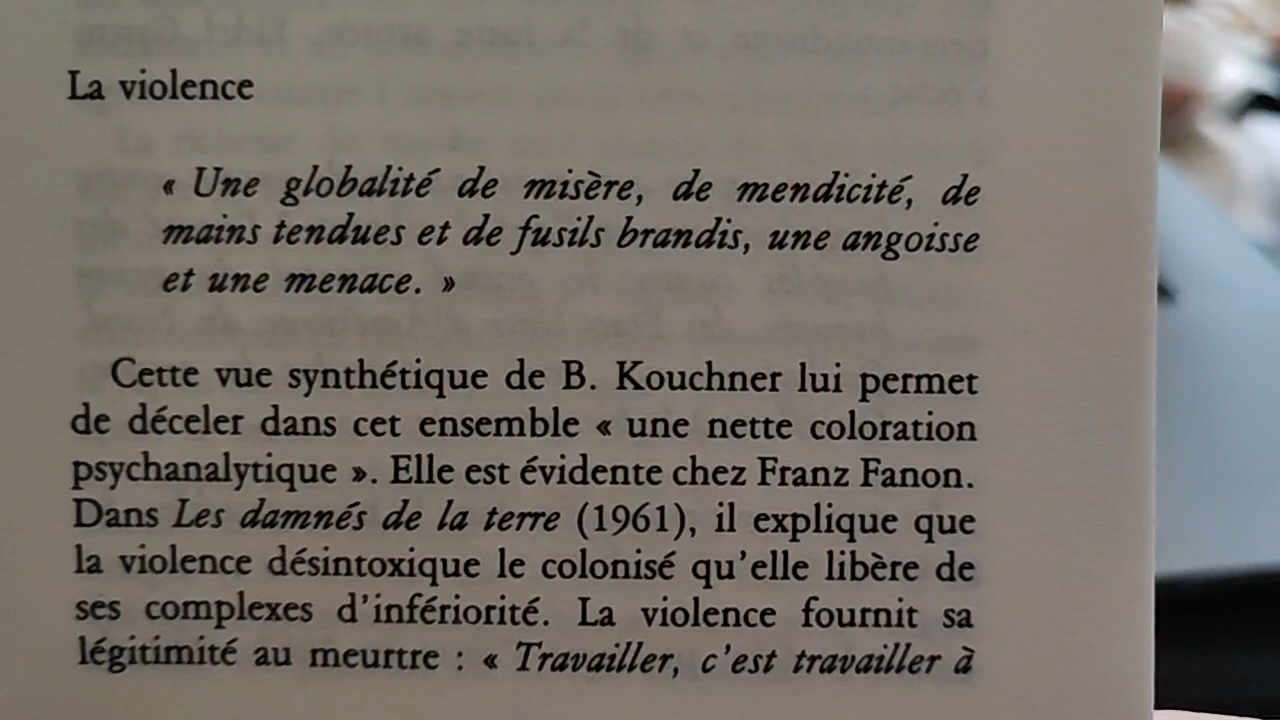 La violence
« Une globalité de misère, de mendicité, de
mains tendues et de fusils brandis, une angoisse
et une menace. »
Cette vue synthétique de B. Kouchner lui permet
de déceler dans cet ensemble « une nette coloration
psychanalytique ». Elle est évidente chez Franz Fanon.
Dans Les damnés de la terre (1961), il explique que
la violence désintoxique le colonisé qu'elle libère de
ses complexes d'infériorité. La violence fournit sa
légitimité au meurtre : « Travailler, c'est travailler à